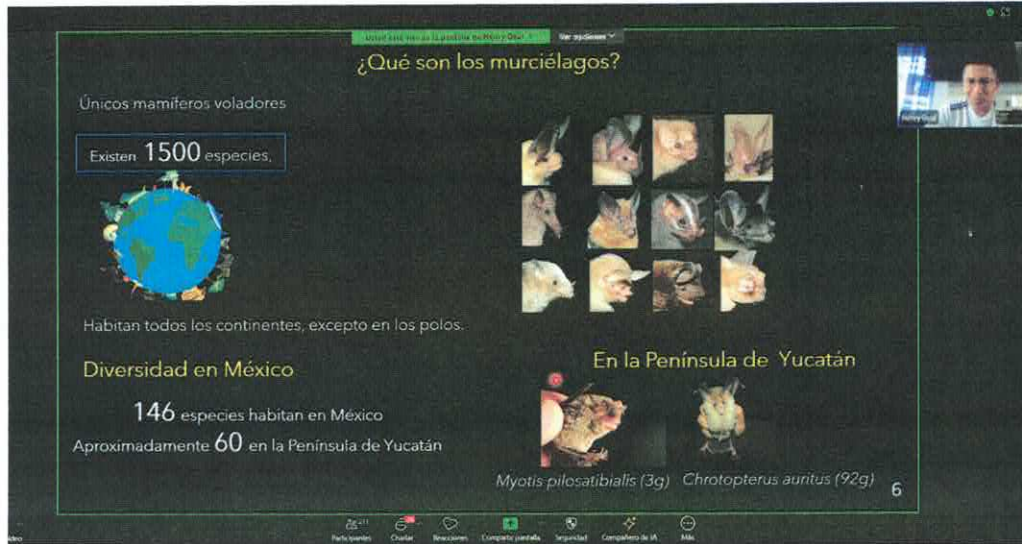 Ver opciones
¿Qué son los murciélagos?
Únicos mamíferos voladores
Existen 1500 especies,
Habitan todos los continentes, excepto en los polos.
Diversidad en México
146 especies habitan en México
Aproximadamente 60 en la Península de Yucatán
En la Península de Yucatán
Myotis pilosatibialis (3g)
Chrotopterus auritus (92g)
6
Participantes
Charlar
Reacciones
Compartir pantalla
Seguridad
Compañero de IA
Más